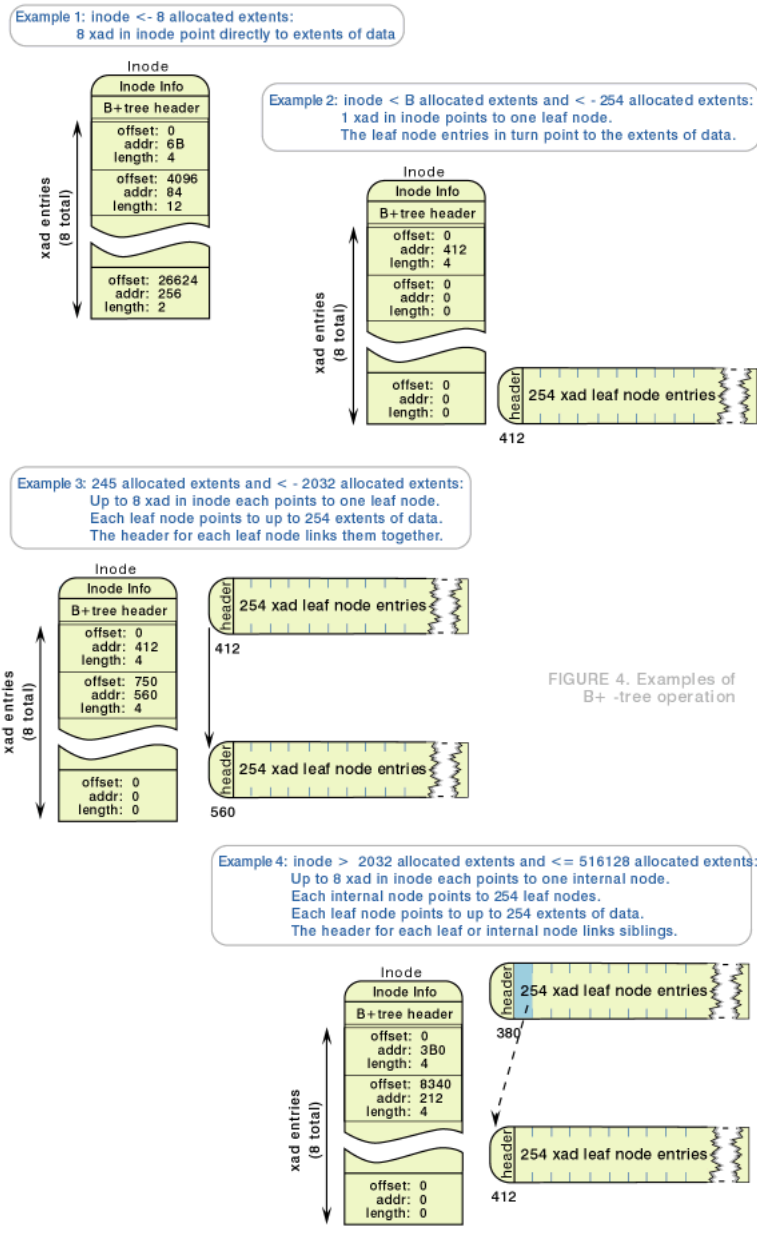 Example 1: inode <- 8 allocated extents:
8 xad in inode point directly to extents of data
Inode
Inode Info
B+tree header
offset: 0
addr: 6B
length: 4
offset: 4096
addr: 84
length: 12
offset: 26624
addr: 256
length: 2
xad entries
(8 total)
Example 2: inode < B allocated extents and < - 254 allocated extents:
1 xad in inode points to one leaf node.
The leaf node entries in turn point to the extents of data.
Inode
Inode Info
B+tree header
offset: 0
addr: 412
length: 4
offset: 0
addr: 0
length: 0
offset: 0
addr: 0
length: 0
xad entries
(8 total)
header
254 xad leaf node entries
412
Example 3: 245 allocated extents and < - 2032 allocated extents:
Up to 8 xad in inode each points to one leaf node.
Each leaf node points to up to 254 extents of data.
The header for each leaf node links them together.
Inode
Inode Info
B+tree header
offset: 0
addr: 412
length: 4
offset: 750
addr: 560
length: 4
offset: 0
addr: 0
length: 0
xad entries
(8 total)
header
254 xad leaf node entries
412
header
254 xad leaf node entries
560
FIGURE 4. Examples of
B+ -tree operation
Example 4: inode > 2032 allocated extents and <= 516128 allocated extents:
Up to 8 xad in inode each points to one internal node.
Each internal node points to 254 leaf nodes.
Each leaf node points to up to 254 extents of data.
The header for each leaf or internal node links siblings.
Inode
Inode Info
B+tree header
offset: 0
addr: 3B0
length: 4
offset: 8340
addr: 212
length: 4
offset: 0
addr: 0
length: 0
xad entries
(8 total)
header
254 xad leaf node entries
380
header
254 xad leaf node entries
412